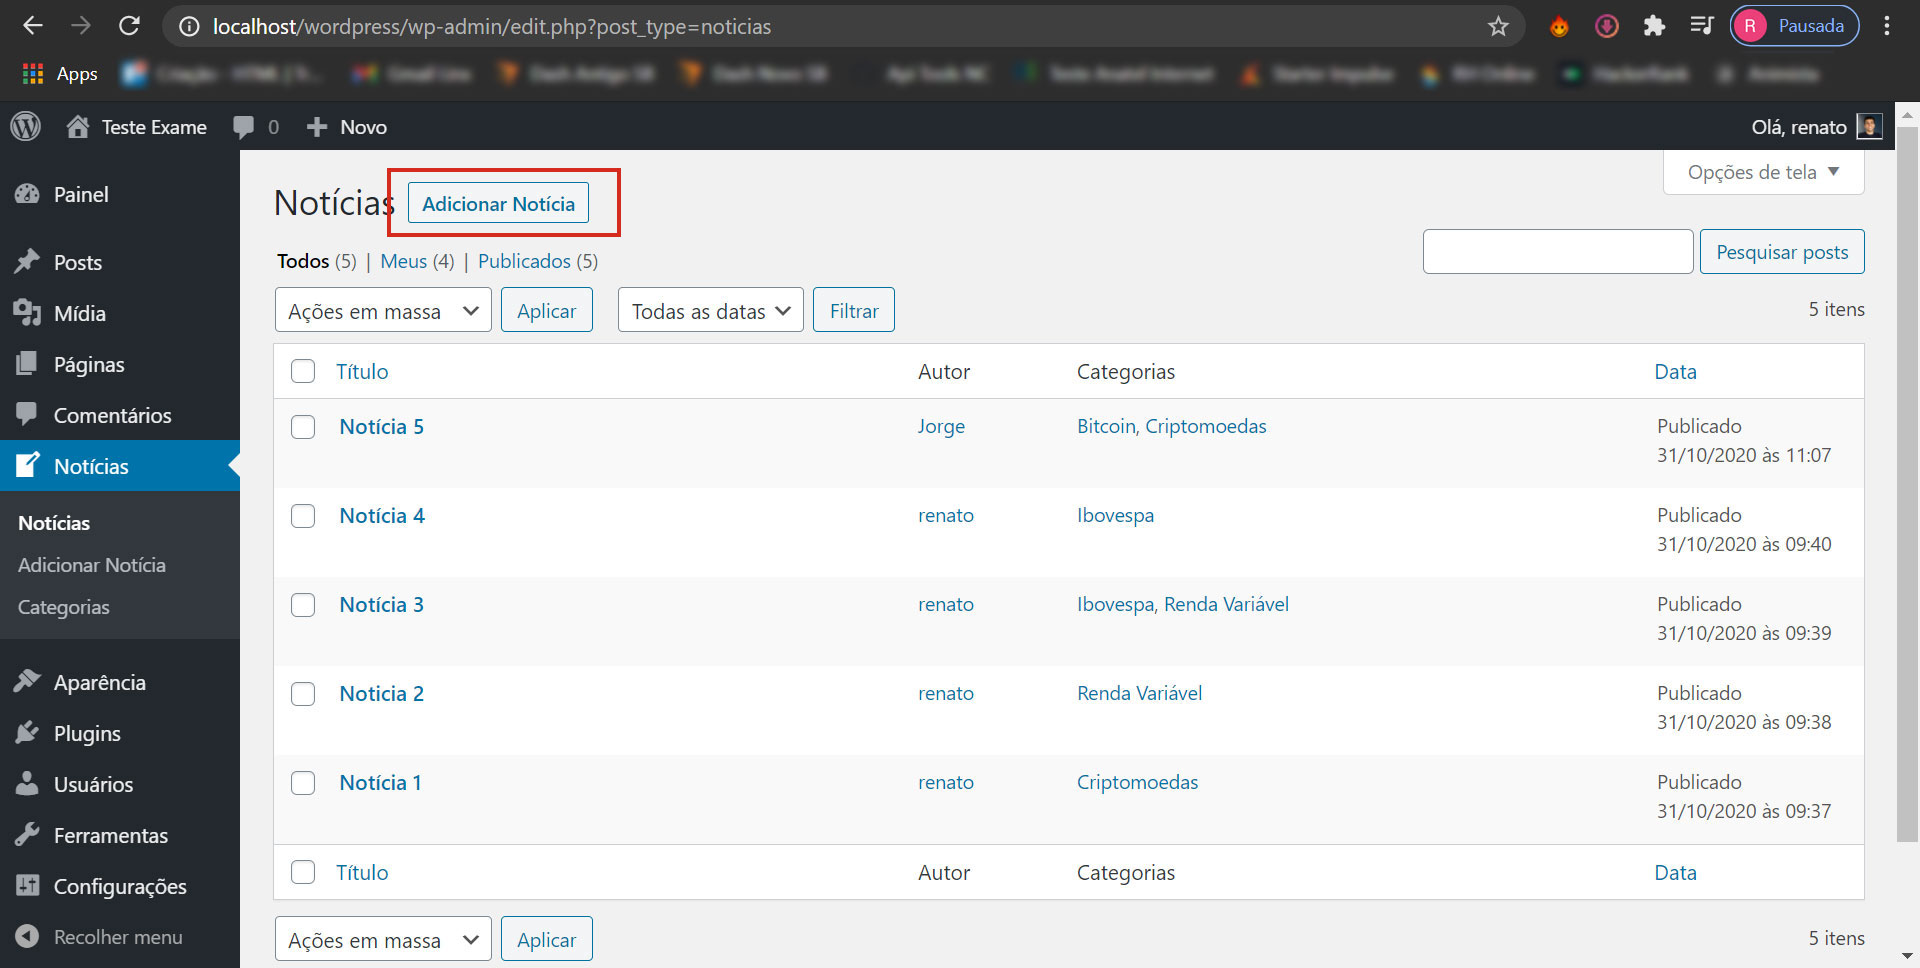 localhost/wordpress/wp-admin/edit.php?post_type=noticias
R Pausada
Apps
Teste Exame 0 Novo
Olá, renato
Painel
Posts
Mídia
Páginas
Comentários
Notícias
Notícias
Adicionar Notícia
Categorias
Aparência
Plugins
Usuários
Ferramentas
Configurações
Recolher menu
Opções de tela
Notícias Adicionar Notícia
Todos (5) | Meus (4) | Publicados (5)
Pesquisar posts
Ações em massa Aplicar Todas as datas Filtrar
5 itens
Título Autor Categorias Data
Notícia 5 Jorge Bitcoin, Criptomoedas Publicado
31/10/2020 às 11:07
Notícia 4 renato Ibovespa Publicado
31/10/2020 às 09:40
Notícia 3 renato Ibovespa, Renda Variável Publicado
31/10/2020 às 09:39
Noticia 2 renato Renda Variável Publicado
31/10/2020 às 09:38
Notícia 1 renato Criptomoedas Publicado
31/10/2020 às 09:37
Título Autor Categorias Data
Ações em massa Aplicar
5 itens